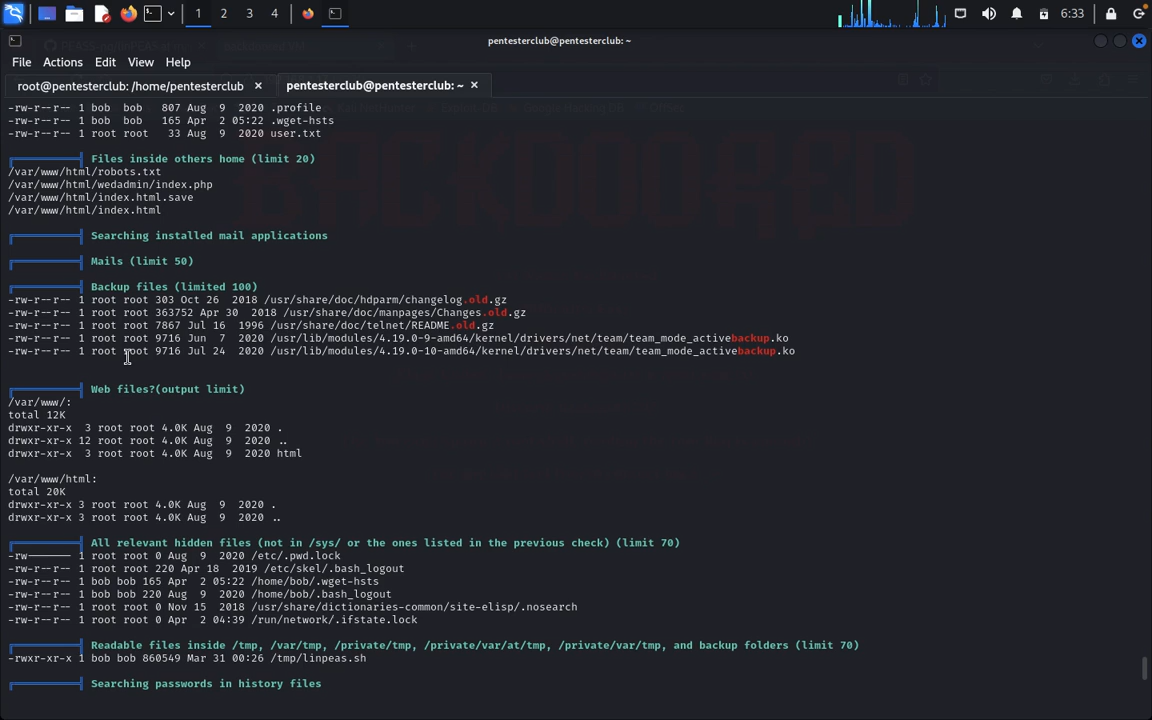 1 2 3 4 6:33
pentesterclub@pentesterclub: ~
File Actions Edit View Help
root@pentesterclub: /home/pentesterclub × pentesterclub@pentesterclub: ~ ×
-rw-r--r-- 1 bob  bob   807 Aug  9  2020 .profile
-rw-r--r-- 1 bob  bob   165 Apr  2 05:22 .wget-hsts
-rw-r--r-- 1 root root   33 Aug  9  2020 user.txt
Files inside others home (limit 20)
/var/www/html/robots.txt
/var/www/html/wedadmin/index.php
/var/www/html/index.html.save
/var/www/html/index.html
Searching installed mail applications
Mails (limit 50)
Backup files (limited 100)
-rw-r--r-- 1 root root 303 Oct 26  2018 /usr/share/doc/hdparm/changelog.old.gz
-rw-r--r-- 1 root root 363752 Apr 30  2018 /usr/share/doc/manpages/Changes.old.gz
-rw-r--r-- 1 root root 7867 Jul 16  1996 /usr/share/doc/telnet/README.old.gz
-rw-r--r-- 1 root root 9716 Jun  7  2020 /usr/lib/modules/4.19.0-9-amd64/kernel/drivers/net/team/team_mode_activebackup.ko
-rw-r--r-- 1 root root 9716 Jul 24  2020 /usr/lib/modules/4.19.0-10-amd64/kernel/drivers/net/team/team_mode_activebackup.ko
Web files?(output limit)
/var/www/:
total 12K
drwxr-xr-x  3 root root 4.0K Aug  9  2020 .
drwxr-xr-x 12 root root 4.0K Aug  9  2020 ..
drwxr-xr-x  3 root root 4.0K Aug  9  2020 html
/var/www/html:
total 20K
drwxr-xr-x 3 root root 4.0K Aug  9  2020 .
drwxr-xr-x 3 root root 4.0K Aug  9  2020 ..
All relevant hidden files (not in /sys/ or the ones listed in the previous check) (limit 70)
-rw------- 1 root root 0 Aug  9  2020 /etc/.pwd.lock
-rw-r--r-- 1 root root 220 Apr 18  2019 /etc/skel/.bash_logout
-rw-r--r-- 1 bob bob 165 Apr  2 05:22 /home/bob/.wget-hsts
-rw-r--r-- 1 bob bob 220 Aug  9  2020 /home/bob/.bash_logout
-rw-r--r-- 1 root root 0 Nov 15  2018 /usr/share/dictionaries-common/site-elisp/.nosearch
-rw-r--r-- 1 root root 0 Apr  2 04:39 /run/network/.ifstate.lock
Readable files inside /tmp, /var/tmp, /private/tmp, /private/var/at/tmp, /private/var/tmp, and backup folders (limit 70)
-rwxr-xr-x 1 bob bob 860549 Mar 31 00:26 /tmp/linpeas.sh
Searching passwords in history files
BACKDOORED